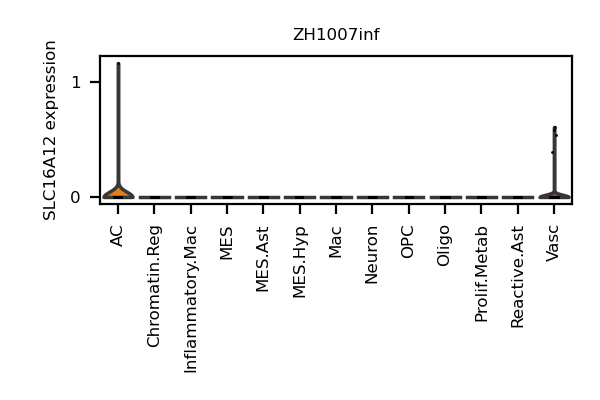 ZH1007inf
SLC16A12 expression
1
0
AC
Chromatin.Reg
Inflammatory.Mac
MES
MES.Ast
MES.Hyp
Mac
Neuron
OPC
Oligo
Prolif.Metab
Reactive.Ast
Vasc